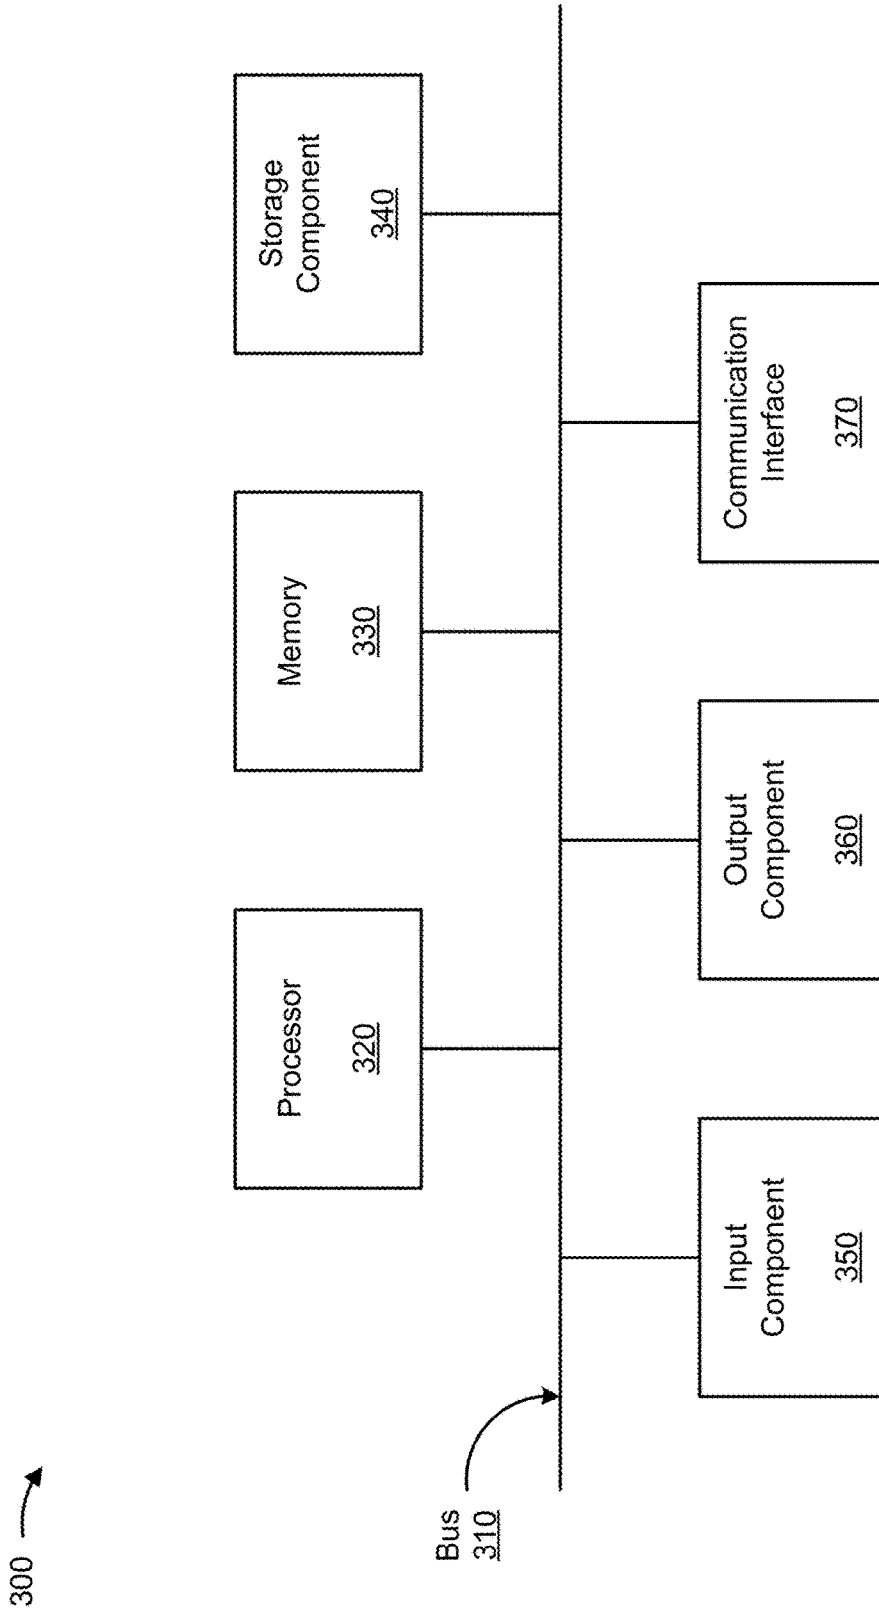 300
Processor
320
Memory
330
Storage
Component
340
Bus
310
Input
Component
350
Output
Component
360
Communication
Interface
370